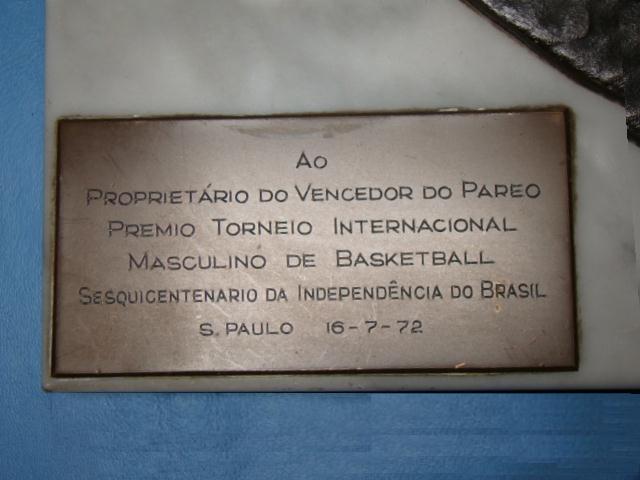 Ao
Proprietário do Vencedor do Pareo
Premio Torneio Internacional
Masculino de Basketball
Sesquicentenario da Independência do Brasil
S. Paulo 16-7-72